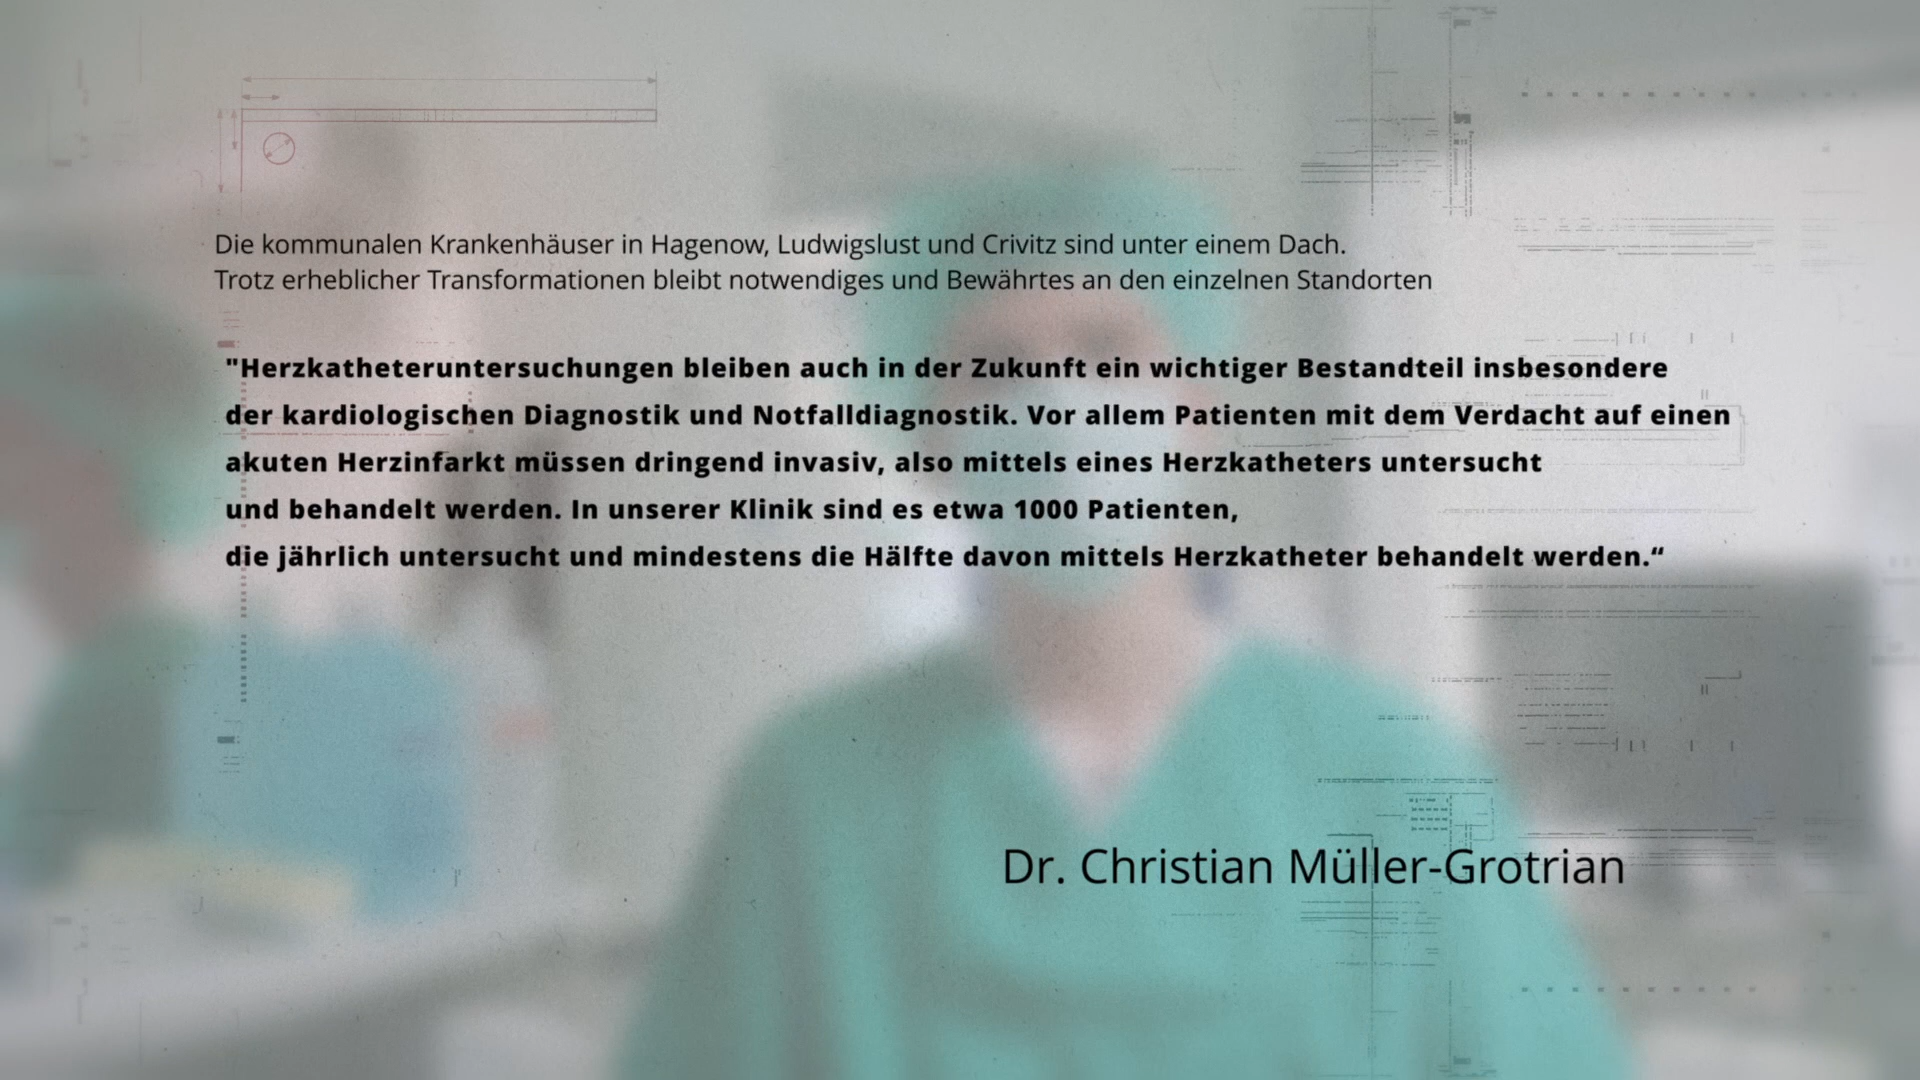 Die kommunalen Krankenhäuser in Hagenow, Ludwigslust und Crivitz sind unter einem Dach.
Trotz erheblicher Transformationen bleibt notwendiges und Bewährtes an den einzelnen Standorten
"Herzkatheteruntersuchungen bleiben auch in der Zukunft ein wichtiger Bestandteil insbesondere
der kardiologischen Diagnostik und Notfalldiagnostik. Vor allem Patienten mit dem Verdacht auf einen
akuten Herzinfarkt müssen dringend invasiv, also mittels eines Herzkatheters untersucht
und behandelt werden. In unserer Klinik sind es etwa 1000 Patienten,
die jährlich untersucht und mindestens die Hälfte davon mittels Herzkatheter behandelt werden.“
Dr. Christian Müller-Grotrian